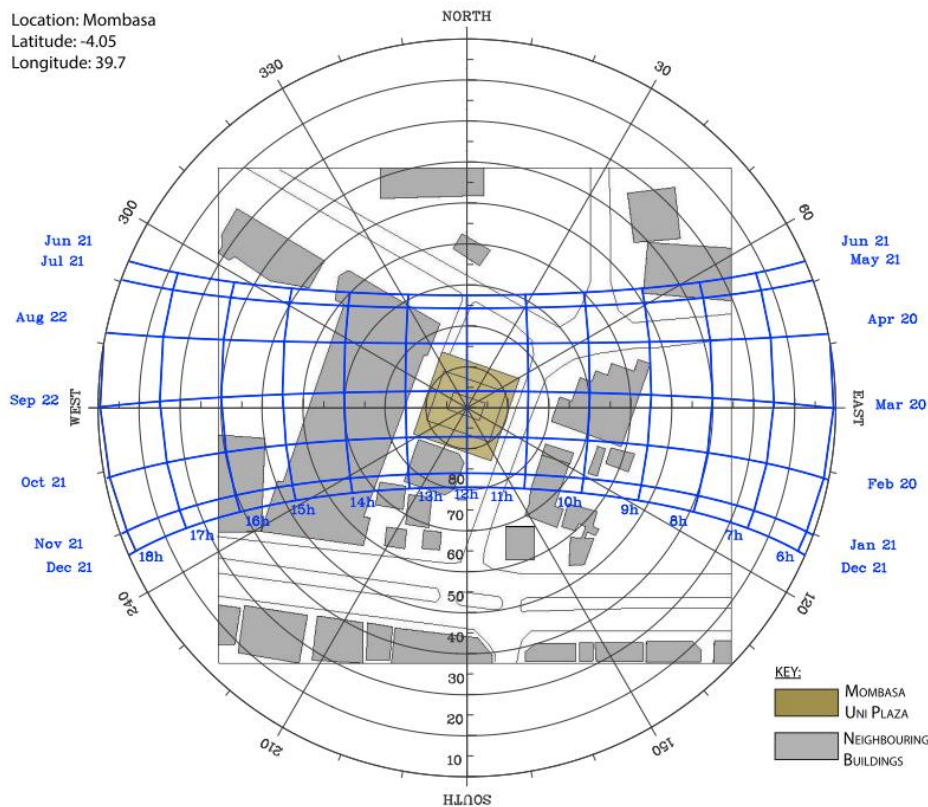 Location: Mombasa
Latitude: -4.05
Longitude: 39.7
NORTH
330
30
300
60
Jun 21
Jul 21
Jun 21
May 21
Aug 22
Apr 20
Sep 22
WEST
EAST
Mar 20
Oct 21
Feb 20
80
13h
12h
11h
14h
10h
15h
9h
16h
8h
70
17h
7h
18h
6h
Nov 21
Jan 21
60
Dec 21
Dec 21
240
120
50
40
30
KEY:
MOMBASA
UNI PLAZA
20
NEIGHBOURING
BUILDINGS
210
150
10
SOUTH